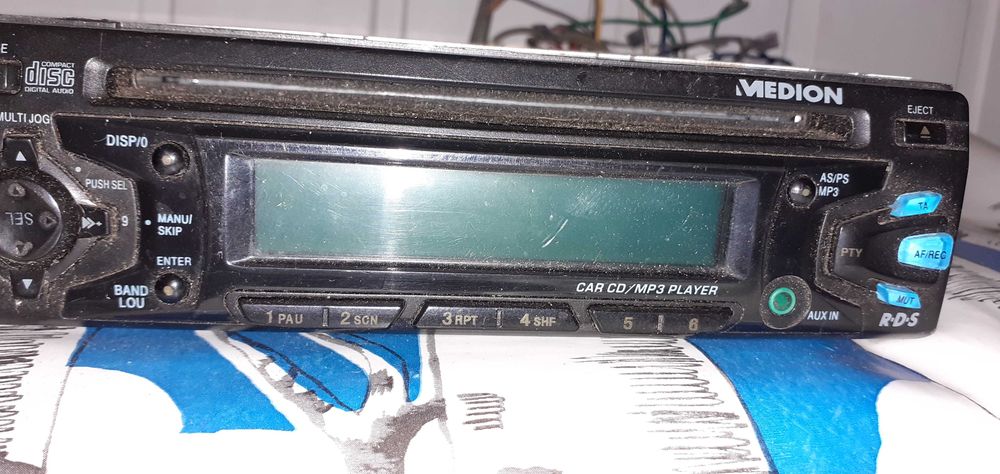 E
COMPACT
disc
DIGITAL AUDIO
MEDION
EJECT
MULTI JOG
DISP/0
AS/PS
MP3
PUSH SEL
TA
MANU/
SKIP
SEL
9
PTY
AF/REC
ENTER
BAND
LOU
CAR CD/MP3 PLAYER
MUT
1 PAU
2 SCN
3 RPT
4 SHF
5
6
AUX IN
R·D·S